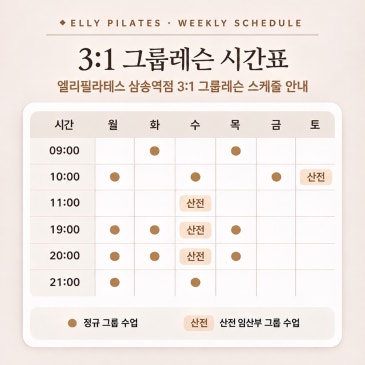 ELLY PILATES · WEEKLY SCHEDULE
3:1 그룹레슨 시간표
엘리필라테스 삼송역점 3:1 그룹레슨 스케줄 안내
시간 월 화 수 목 금 토
09:00
10:00 산전
11:00 산전
19:00 산전
20:00 산전
21:00
정규 그룹 수업 산전 산전 임산부 그룹 수업